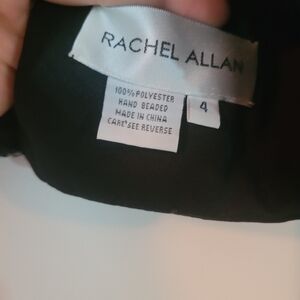 RACHEL ALLAN
100% POLYESTER
HAND BEADED
MADE IN CHINA
CARE*SEE REVERSE
4